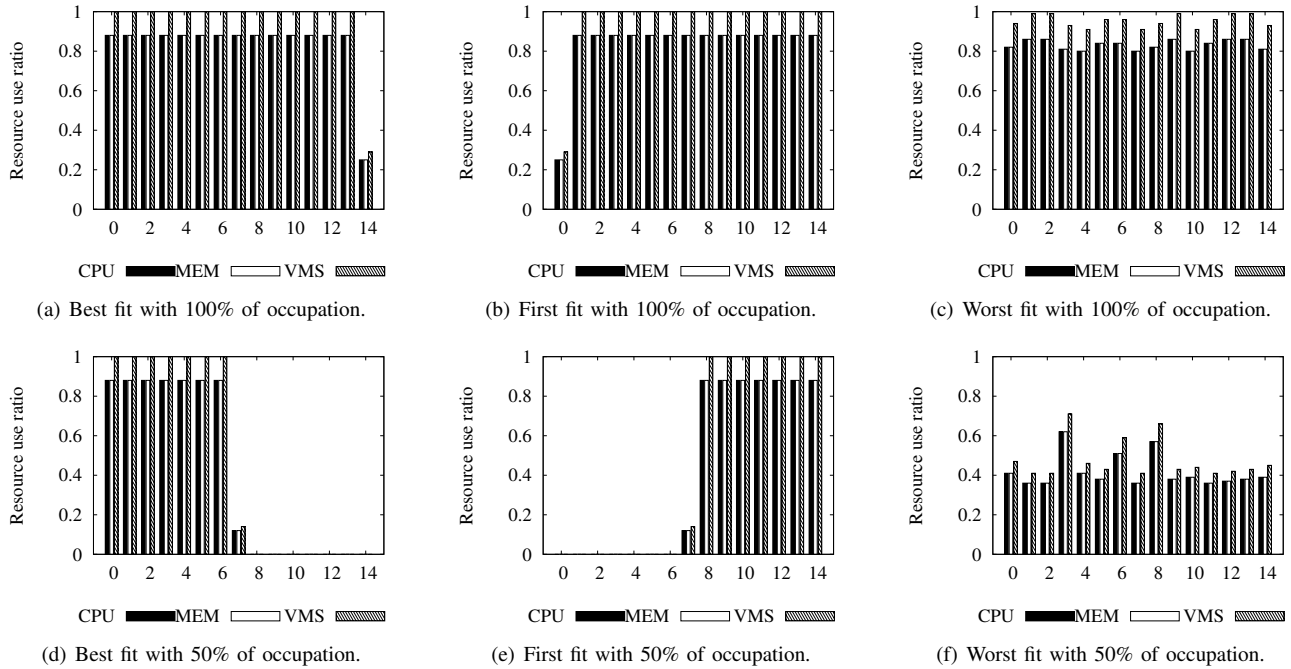 Resource use ratio
1
0.8
0.6
0.4
0.2
0
0 2 4 6 8 10 12 14
CPU MEM VMS
(a) Best fit with 100% of occupation.
Resource use ratio
1
0.8
0.6
0.4
0.2
0
0 2 4 6 8 10 12 14
CPU MEM VMS
(b) First fit with 100% of occupation.
Resource use ratio
1
0.8
0.6
0.4
0.2
0
0 2 4 6 8 10 12 14
CPU MEM VMS
(c) Worst fit with 100% of occupation.
Resource use ratio
1
0.8
0.6
0.4
0.2
0
0 2 4 6 8 10 12 14
CPU MEM VMS
(d) Best fit with 50% of occupation.
Resource use ratio
1
0.8
0.6
0.4
0.2
0
0 2 4 6 8 10 12 14
CPU MEM VMS
(e) First fit with 50% of occupation.
Resource use ratio
1
0.8
0.6
0.4
0.2
0
0 2 4 6 8 10 12 14
CPU MEM VMS
(f) Worst fit with 50% of occupation.